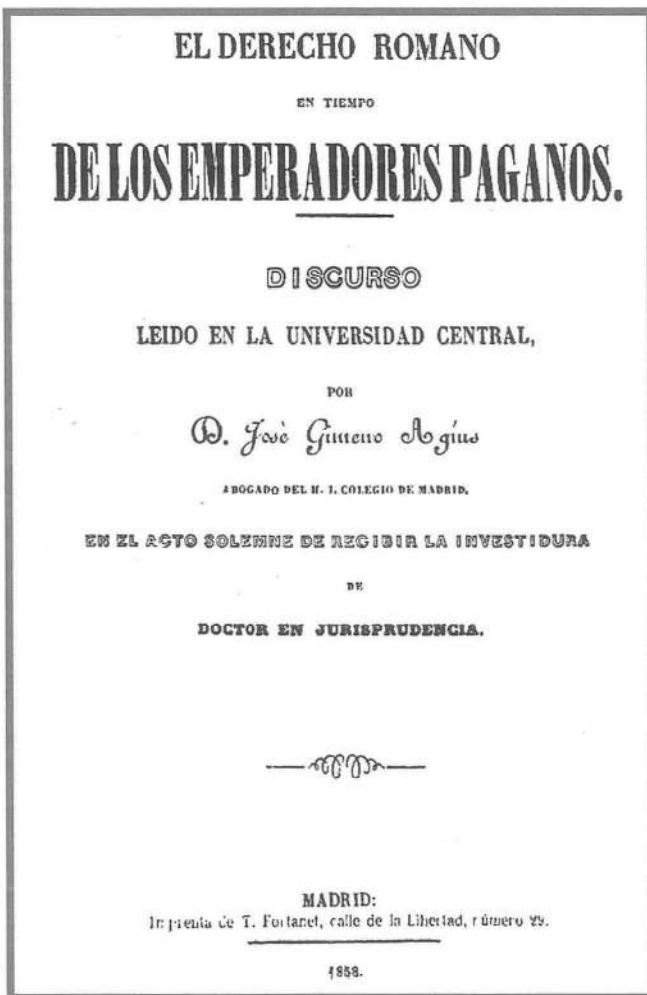 EL DERECHO ROMANO
EN TIEMPO
DE LOS EMPERADORES PAGANOS.
DISCURSO
LEIDO EN LA UNIVERSIDAD CENTRAL,
POR
D. José Gimeno Agius
ABOGADO DEL M. I. COLEGIO DE MADRID,
EN EL ACTO SOLEMNE DE RECIBIR LA INVESTIDURA
DE
DOCTOR EN JURISPRUDENCIA.
MADRID:
Imprenta de T. Fortanet, calle de la Libertad, número 29.
1858.